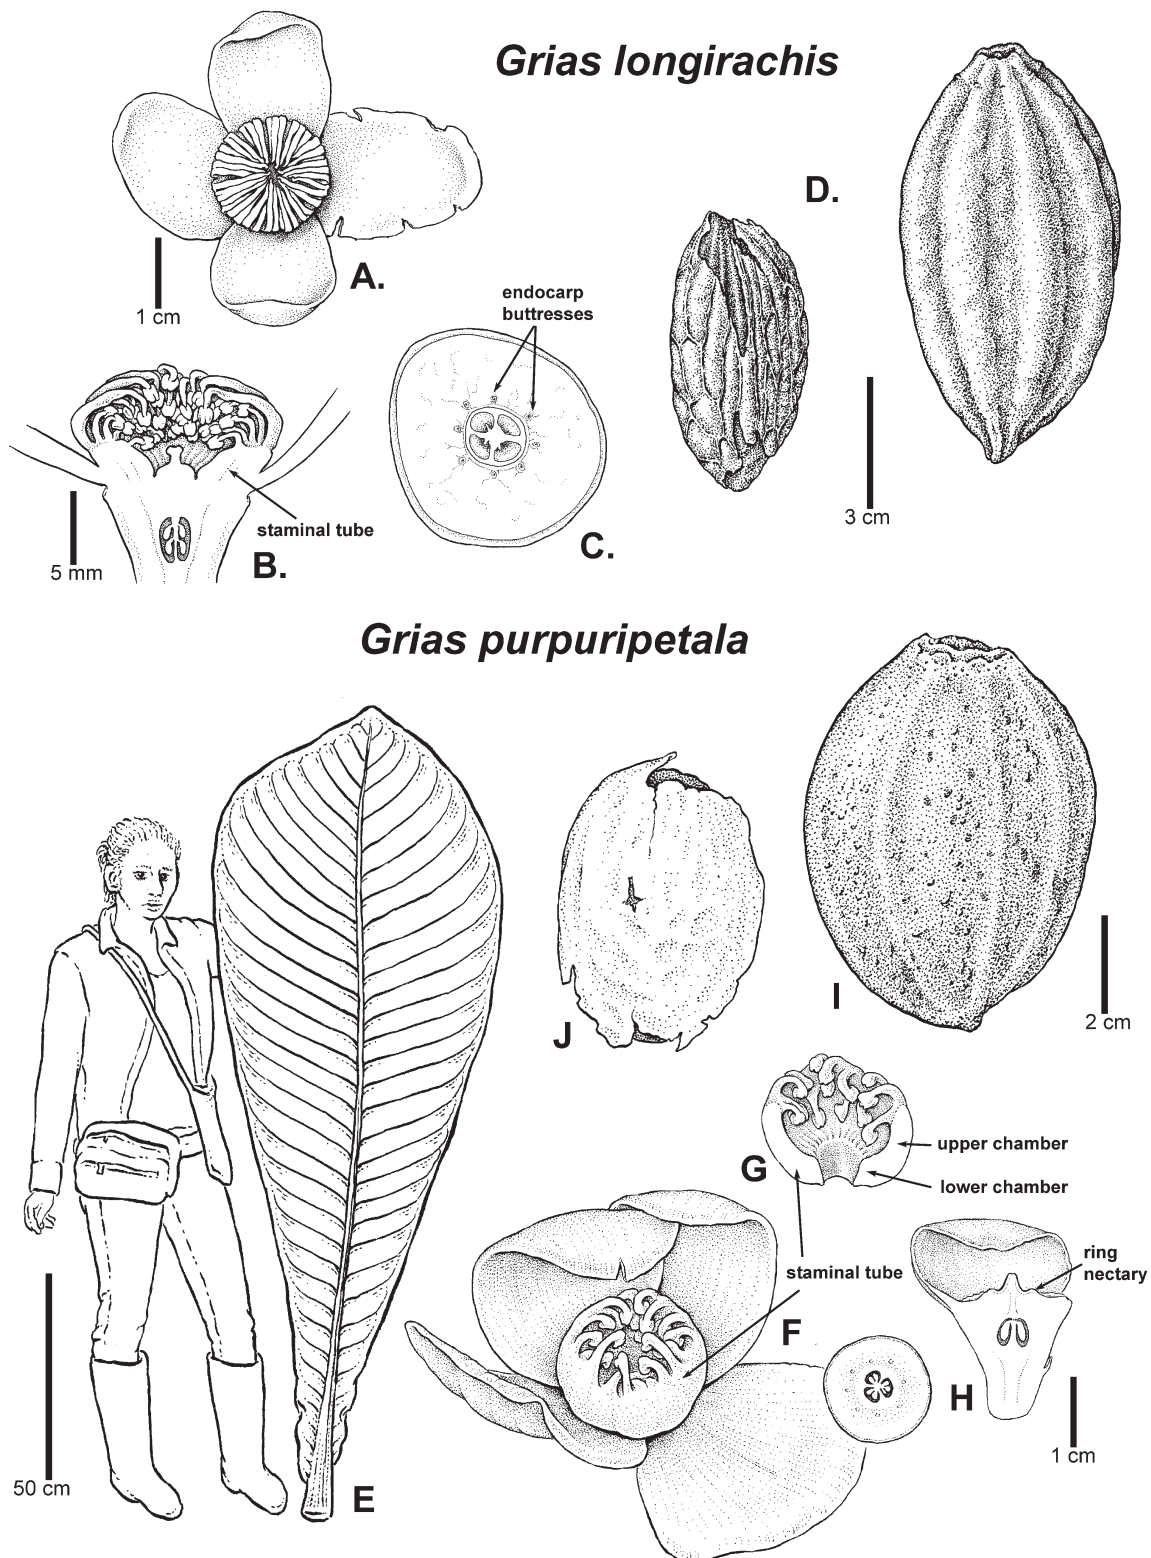 Grias longirachis
D.
A.
1 cm
endocarp
buttresses
staminal tube
B.
5 mm
C.
3 cm
Grias purpuripetala
I
2 cm
J
G
upper chamber
lower chamber
staminal tube
ring
nectary
F
H
1 cm
50 cm
E